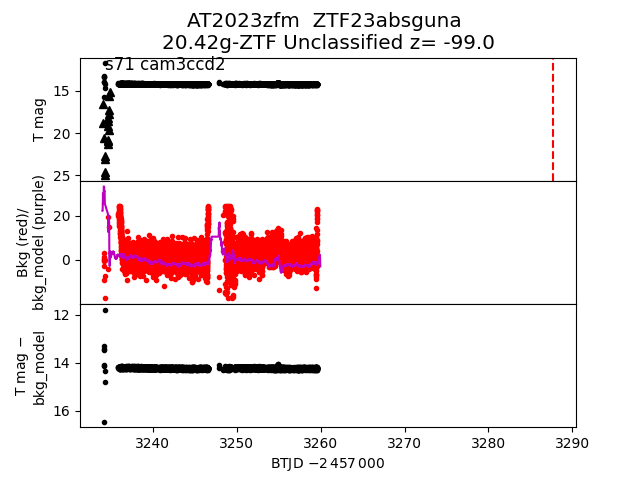 AT2023zfm  ZTF23absguna
20.42g-ZTF Unclassified z= -99.0
s71 cam3ccd2
T mag
15
20
25
Bkg (red)/
bkg_model (purple)
20
0
T mag −
bkg_model
12
14
16
3240
3250
3260
3270
3280
3290
BTJD −2 457 000